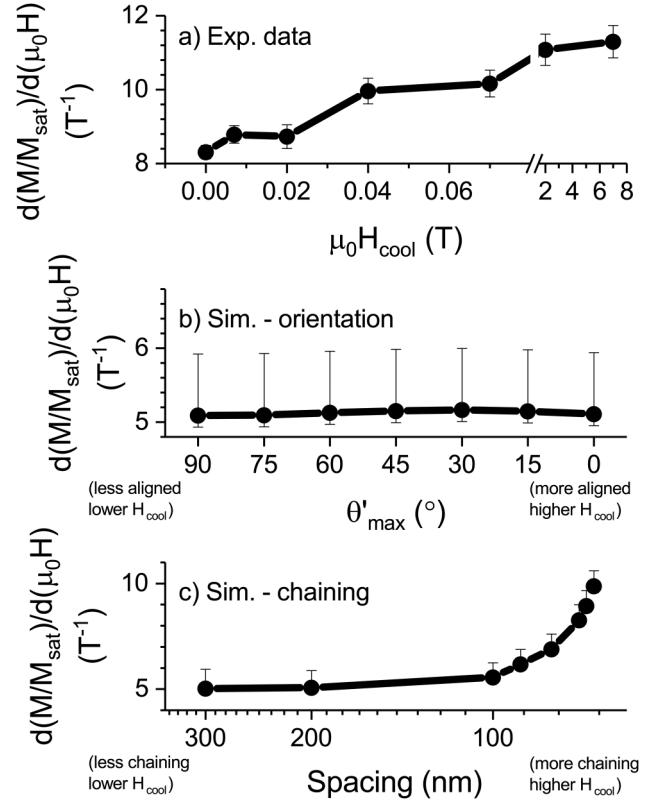 d(M/Msat)/d(μ0H)
(T-1)
12
10
8
a) Exp. data
0.00 0.02 0.04 0.06 2 4 6 8
μ0Hcool (T)
d(M/Msat)/d(μ0H)
(T-1)
6
5
b) Sim. - orientation
90 75 60 45 30 15 0
(less aligned
lower Hcool)
θ'max (°)
(more aligned
higher Hcool)
d(M/Msat)/d(μ0H)
(T-1)
10
5
c) Sim. - chaining
300 200 100
(less chaining
lower Hcool)
Spacing (nm)
(more chaining
higher Hcool)